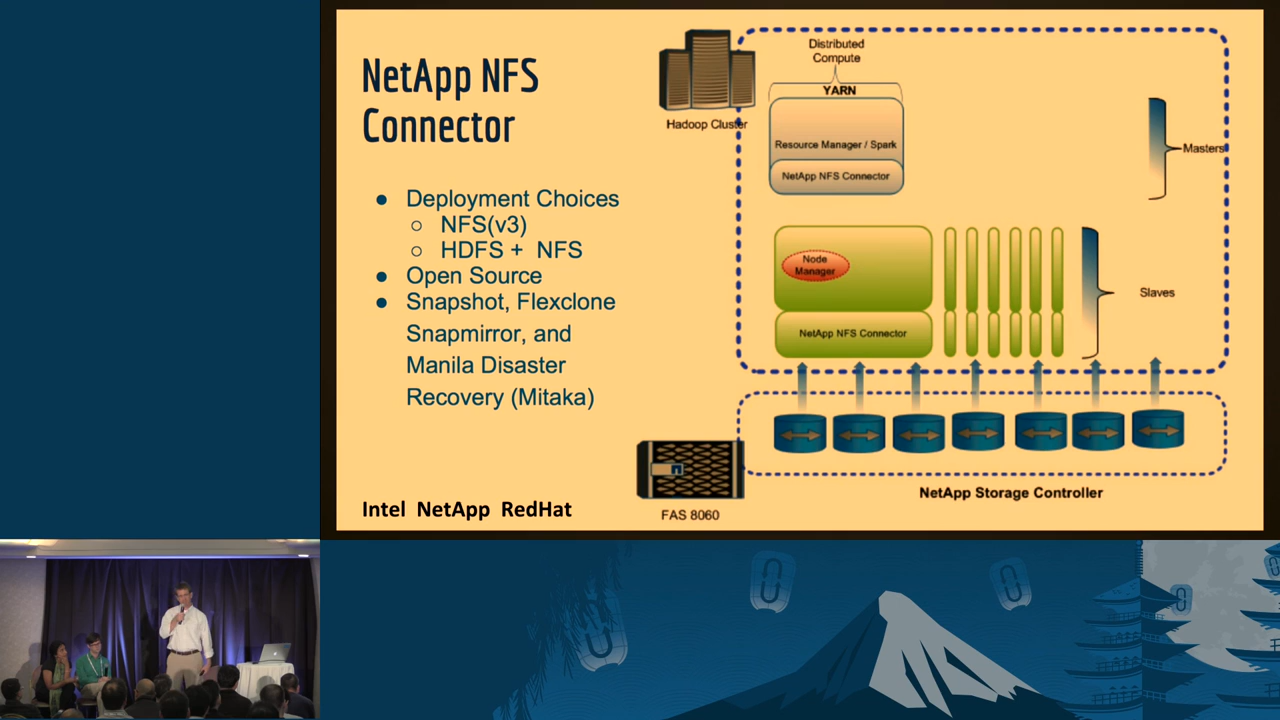 NetApp NFS
Connector
● Deployment Choices
○ NFS(v3)
○ HDFS + NFS
● Open Source
● Snapshot, Flexclone
Snapmirror, and
Manila Disaster
Recovery (Mitaka)
Intel NetApp RedHat
Hadoop Cluster
Distributed
Compute
YARN
Resource Manager / Spark
NetApp NFS Connector
Masters
Node
Manager
NetApp NFS Connector
Slaves
NetApp Storage Controller
FAS 8060